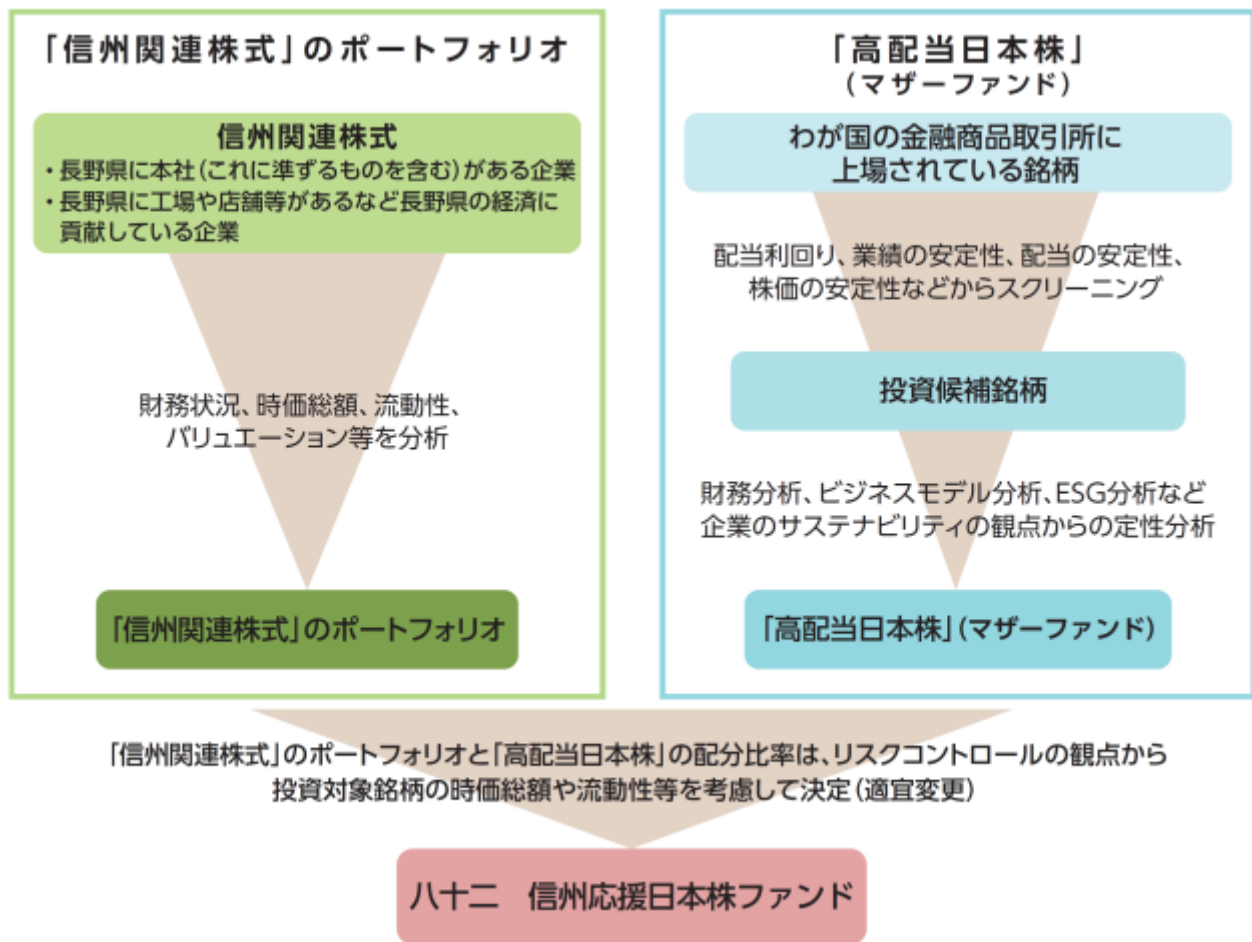 「信州関連株式」のポートフォリオ
信州関連株式
・長野県に本社(これに準ずるものを含む)がある企業
・長野県に工場や店舗等があるなど長野県の経済に
貢献している企業
財務状況、時価総額、流動性、
バリュエーション等を分析
「信州関連株式」のポートフォリオ
「高配当日本株」
(マザーファンド)
わが国の金融商品取引所に
上場されている銘柄
配当利回り、業績の安定性、配当の安定性、
株価の安定性などからスクリーニング
投資候補銘柄
財務分析、ビジネスモデル分析、ESG分析など
企業のサステナビリティの観点からの定性分析
「高配当日本株」(マザーファンド)
「信州関連株式」のポートフォリオと「高配当日本株」の配分比率は、リスクコントロールの観点から
投資対象銘柄の時価総額や流動性等を考慮して決定(適宜変更)
八十二　信州応援日本株ファンド